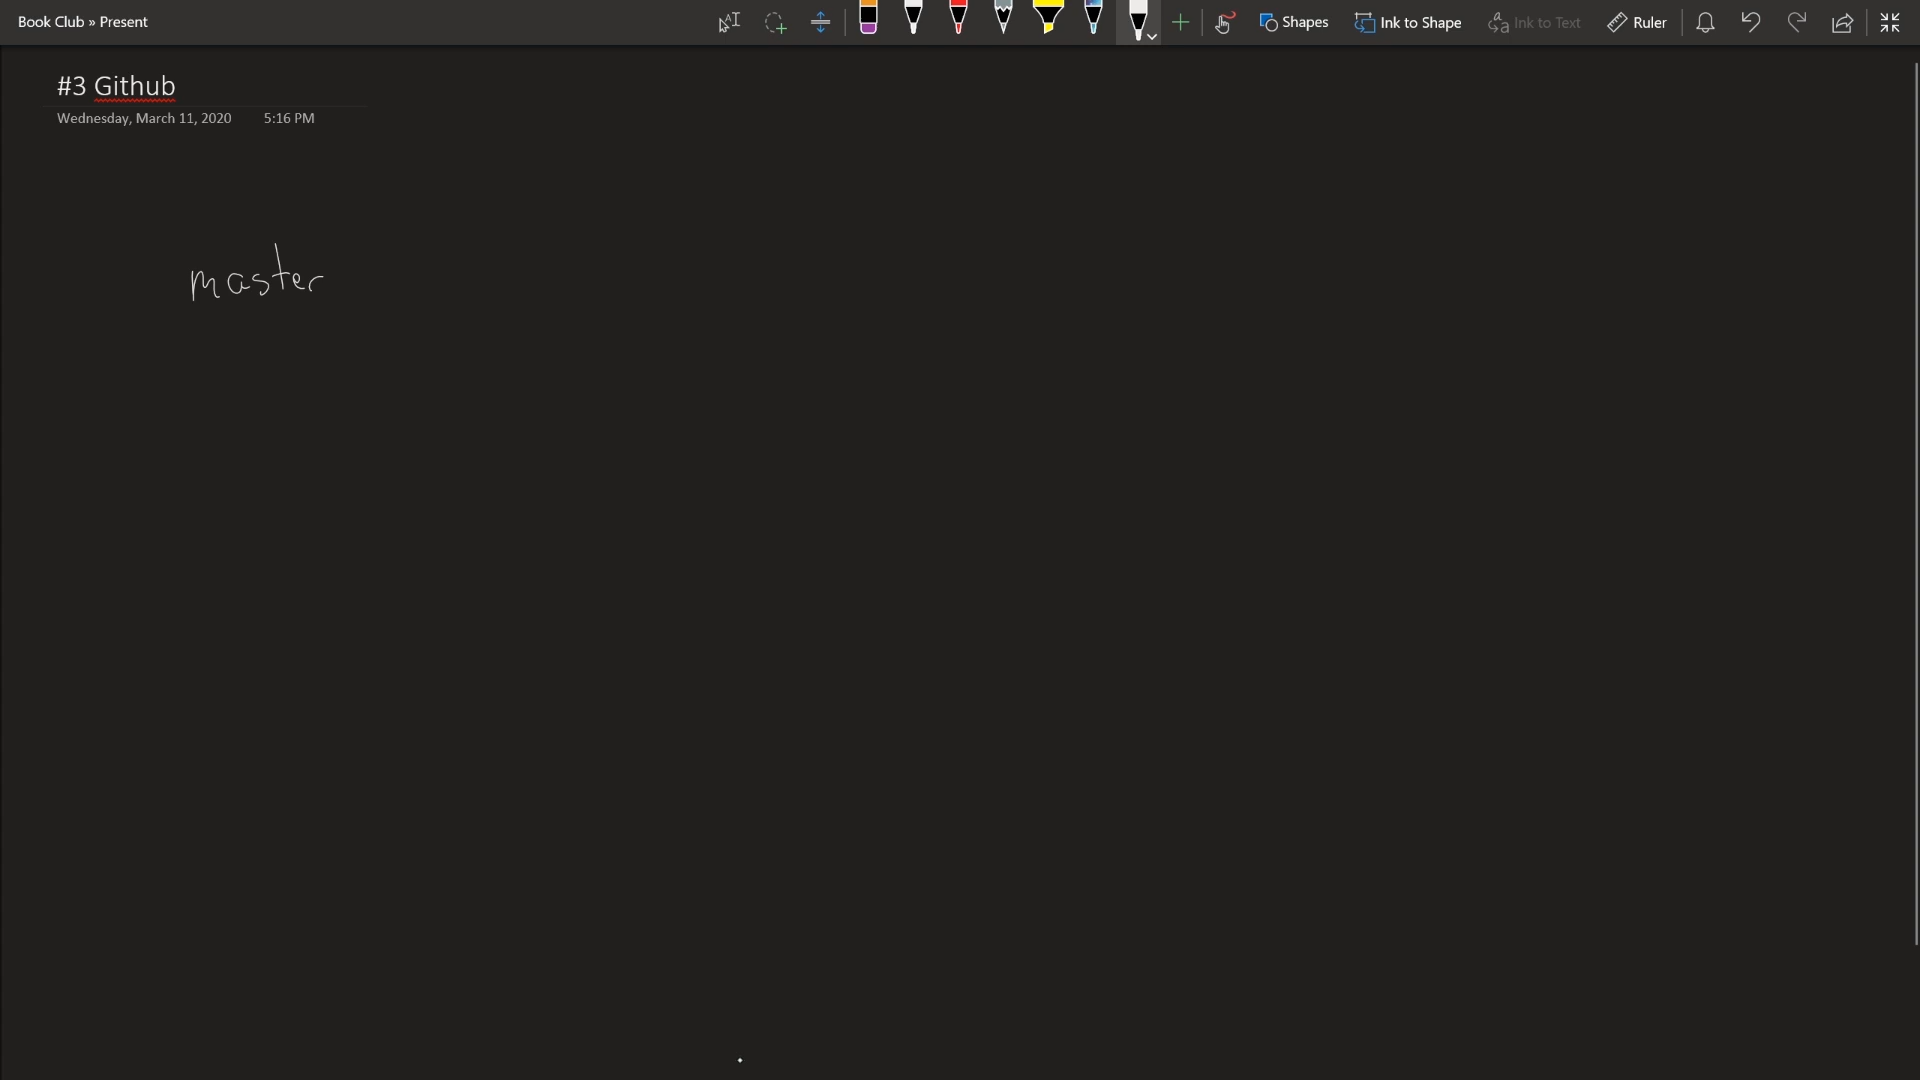 Book Club » Present
Shapes
Ink to Shape
Ink to Text
Ruler
#3 Github
Wednesday, March 11, 2020 5:16 PM
master